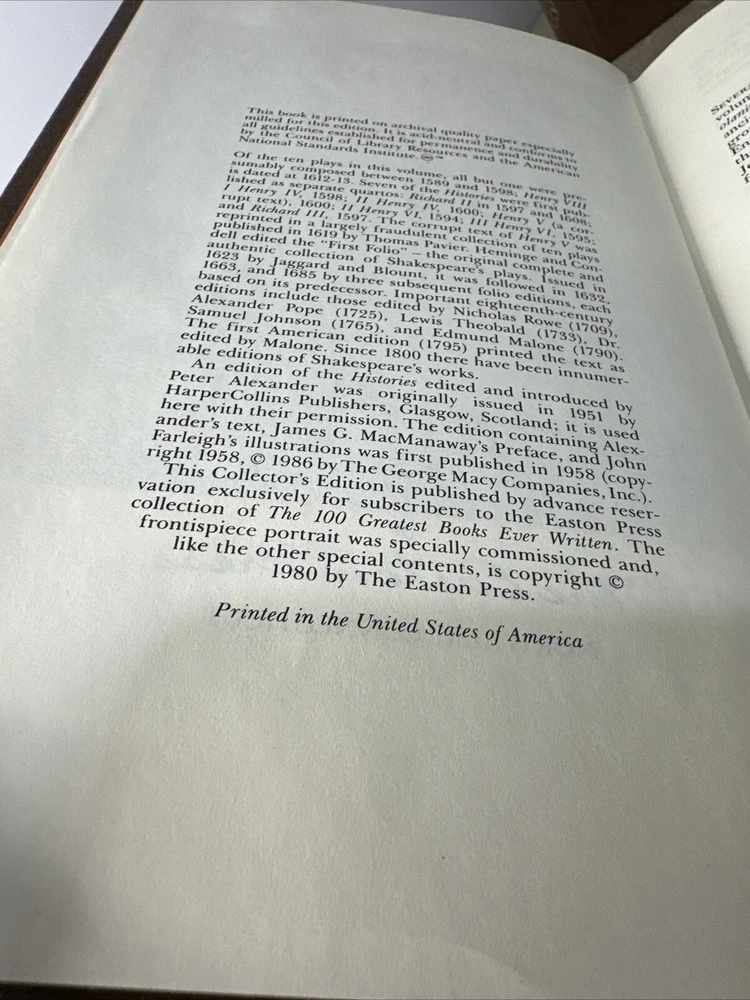 This book is printed on archival quality paper especially
milled for this edition. It is acid-neutral and conforms to
all guidelines established for permanence and durability
by the Council of Library Resources and the American
National Standards Institute.
Of the ten plays in this volume, all but one were pre-
sumably composed between 1589 and 1598; Henry VIII
is dated at 1612-13. Seven of the Histories were first pub-
lished as separate quartos: Richard II in 1597 and 1608;
I Henry IV, 1598; II Henry IV, 1600; Henry V (a cor-
rupt text), 1600; II Henry VI, 1594; III Henry VI, 1595;
and Richard III, 1597. The corrupt text of Henry V was
reprinted in a largely fraudulent collection of ten plays
published in 1619 by Thomas Pavier. Heminge and Con-
dell edited the "First Folio" – the original complete and
authentic collection of Shakespeare's plays. Issued in
1623 by Jaggard and Blount, it was followed in 1632,
1663, and 1685 by three subsequent folio editions, each
based on its predecessor. Important eighteenth-century
editions include those edited by Nicholas Rowe (1709),
Alexander Pope (1725), Lewis Theobald (1733), Dr.
Samuel Johnson (1765), and Edmund Malone (1790).
The first American edition (1795) printed the text as
edited by Malone. Since 1800 there have been innumer-
able editions of Shakespeare's works.
An edition of the Histories edited and introduced by
Peter Alexander was originally issued in 1951 by
HarperCollins Publishers, Glasgow, Scotland; it is used
here with their permission. The edition containing Alex-
ander's text, James G. MacManaway's Preface, and John
Farleigh's illustrations was first published in 1958 (copy-
right 1958, © 1986 by The George Macy Companies, Inc.).
This Collector's Edition is published by advance reser-
vation exclusively for subscribers to the Easton Press
collection of The 100 Greatest Books Ever Written. The
frontispiece portrait was specially commissioned and,
like the other special contents, is copyright ©
1980 by The Easton Press.
Printed in the United States of America